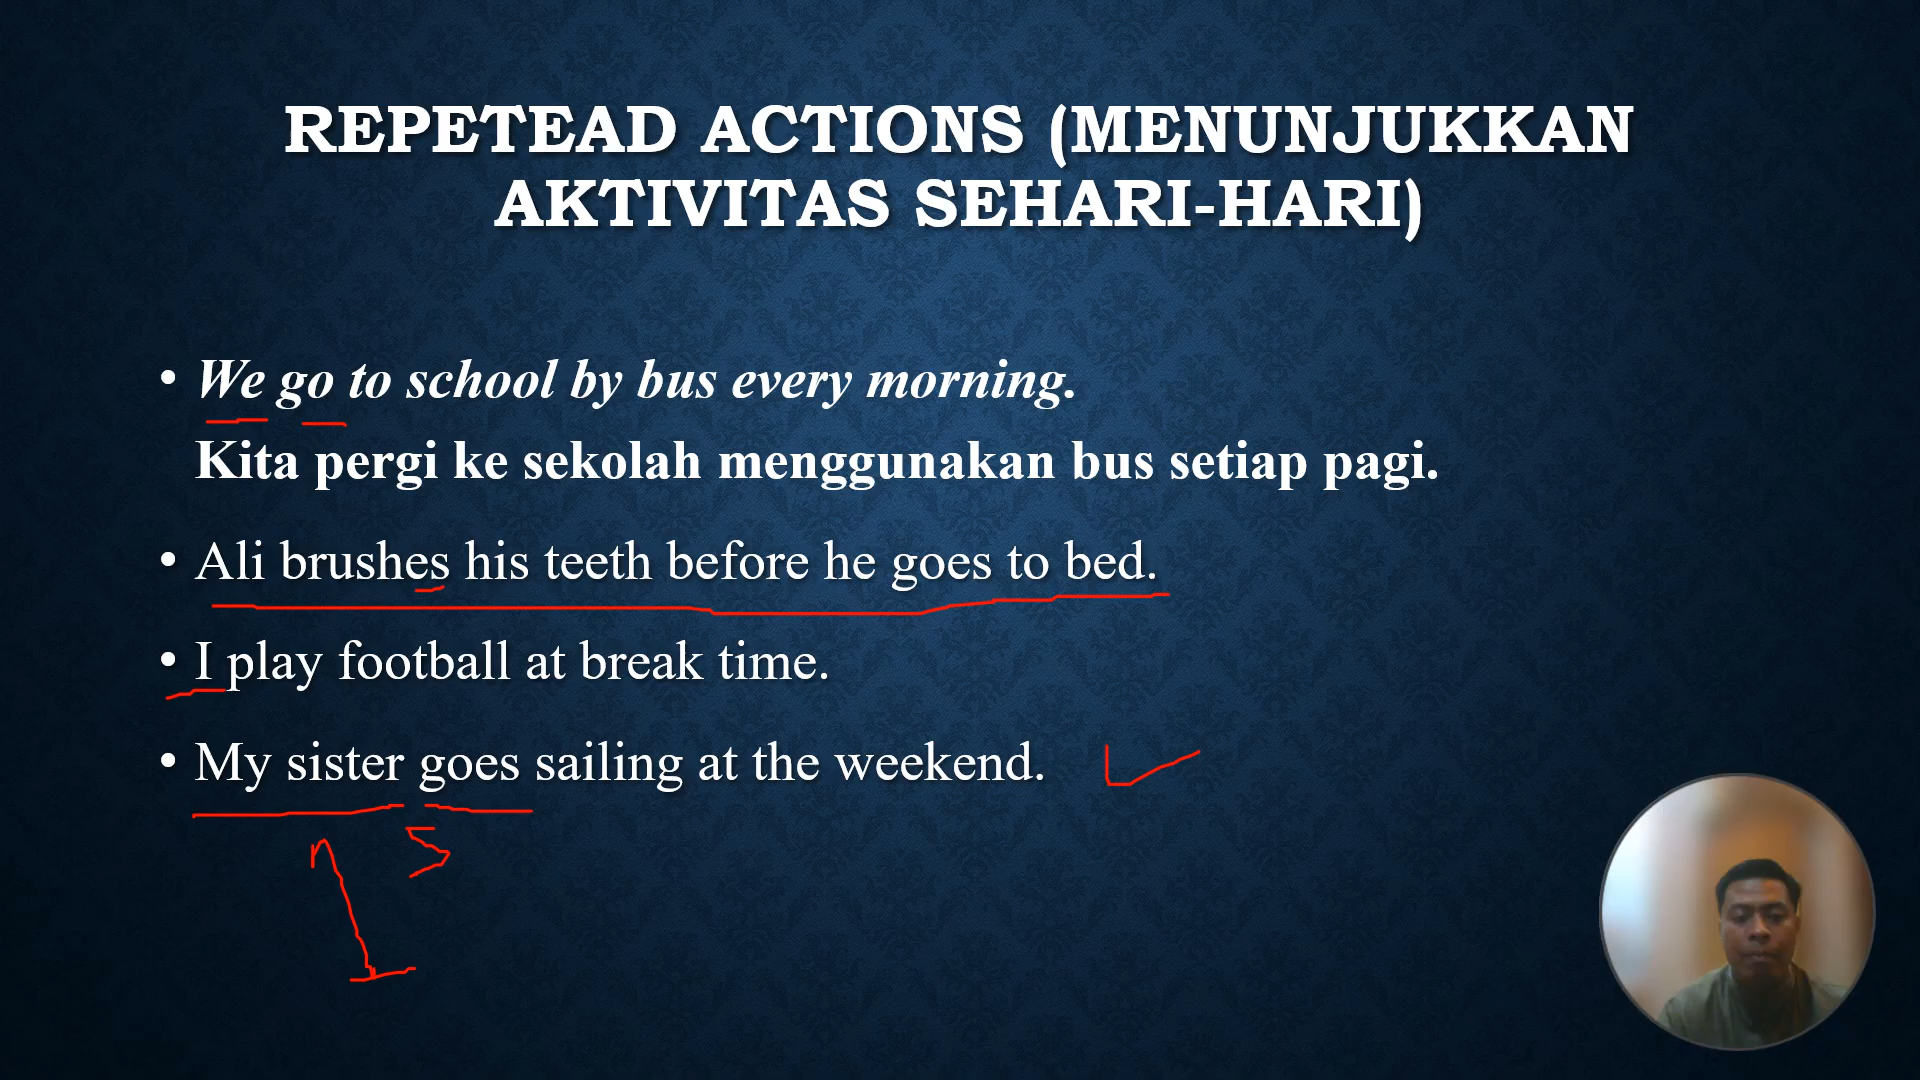 REPETEAD ACTIONS (MENUNJUKKAN
AKTIVITAS SEHARI-HARI)
• We go to school by bus every morning.
Kita pergi ke sekolah menggunakan bus setiap pagi.
• Ali brushes his teeth before he goes to bed.
• I play football at break time.
• My sister goes sailing at the weekend.